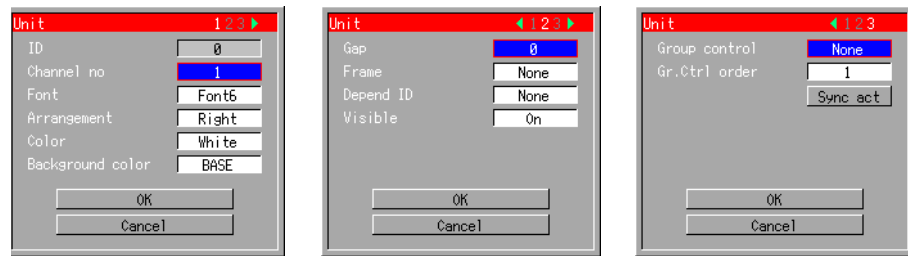 Unit 1 2 3
ID 0
Channel no 1
Font Font6
Arrangement Right
Color White
Background color BASE
OK
Cancel
Unit 1 2 3
Gap 0
Frame None
Depend ID None
Visible On
OK
Cancel
Unit 1 2 3
Group control None
Gr.Ctrl order 1
Sync act
OK
Cancel